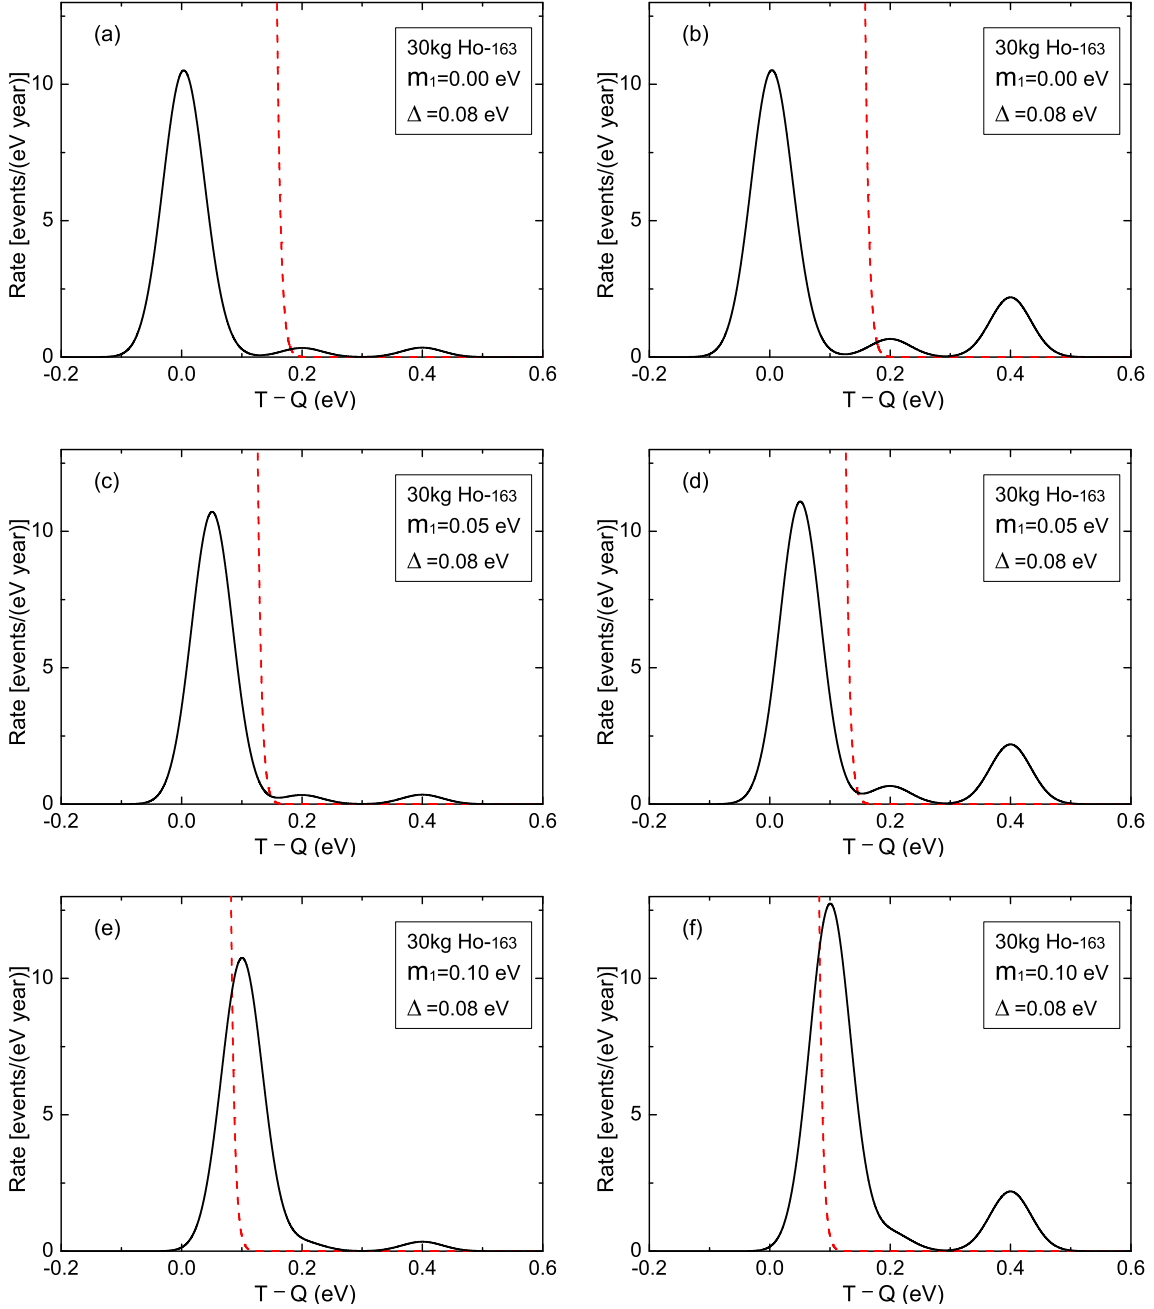 (a)
30kg Ho-163
m1=0.00 eV
Δ =0.08 eV
Rate [events/(eV year)]
10
5
0
-0.2 0.0 0.2 0.4 0.6
T − Q (eV)
(b)
30kg Ho-163
m1=0.00 eV
Δ =0.08 eV
Rate [events/(eV year)]
10
5
0
-0.2 0.0 0.2 0.4 0.6
T − Q (eV)
(c)
30kg Ho-163
m1=0.05 eV
Δ =0.08 eV
Rate [events/(eV year)]
10
5
0
-0.2 0.0 0.2 0.4 0.6
T − Q (eV)
(d)
30kg Ho-163
m1=0.05 eV
Δ =0.08 eV
Rate [events/(eV year)]
10
5
0
-0.2 0.0 0.2 0.4 0.6
T − Q (eV)
(e)
30kg Ho-163
m1=0.10 eV
Δ =0.08 eV
Rate [events/(eV year)]
10
5
0
-0.2 0.0 0.2 0.4 0.6
T − Q (eV)
(f)
30kg Ho-163
m1=0.10 eV
Δ =0.08 eV
Rate [events/(eV year)]
10
5
0
-0.2 0.0 0.2 0.4 0.6
T − Q (eV)